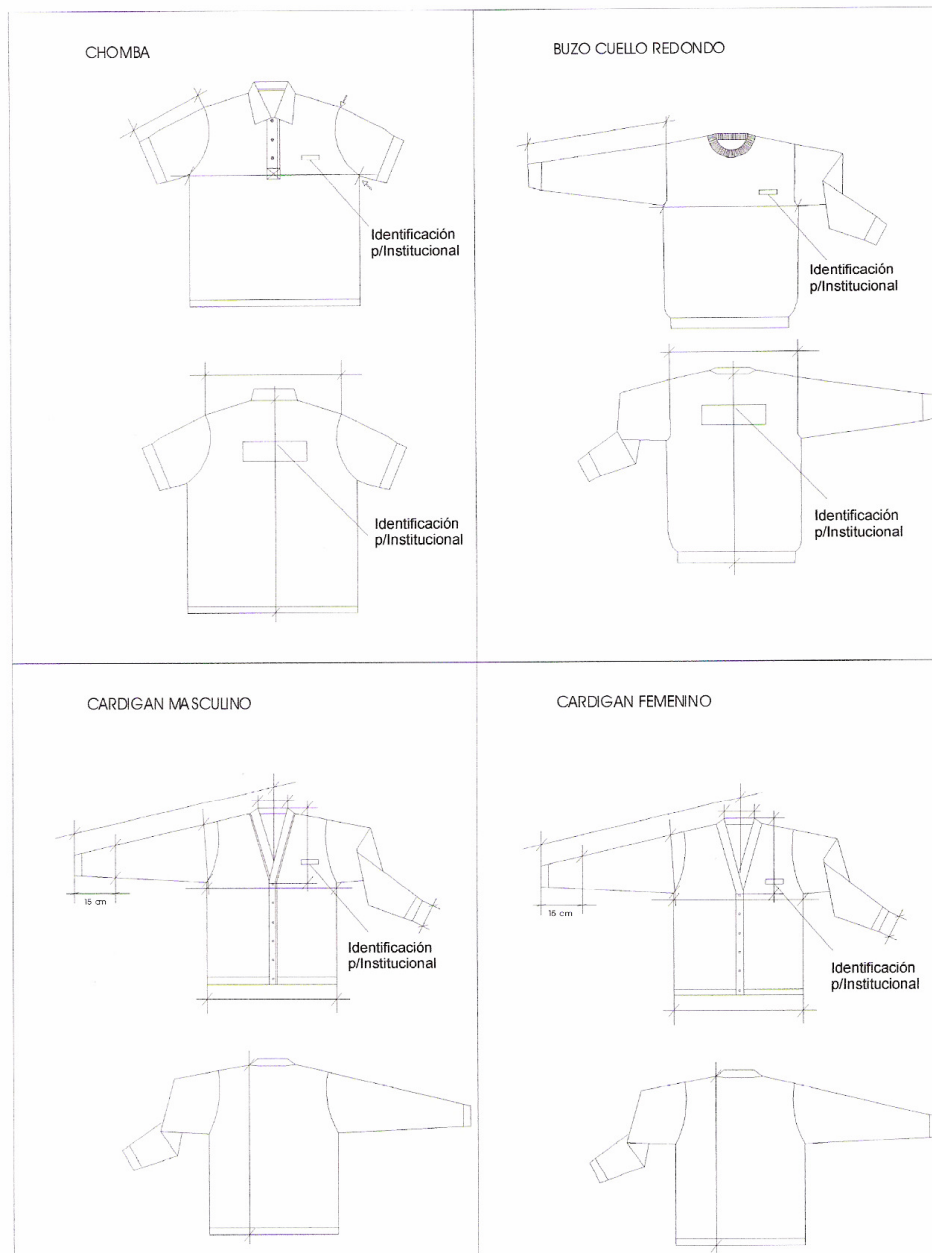 CHOMBA
Identificación
p/Institucional
Identificación
p/Institucional
BUZO CUELLO REDONDO
Identificación
p/Institucional
Identificación
p/Institucional
CARDIGAN MASCULINO
15 cm
Identificación
p/Institucional
CARDIGAN FEMENINO
15 cm
Identificación
p/Institucional